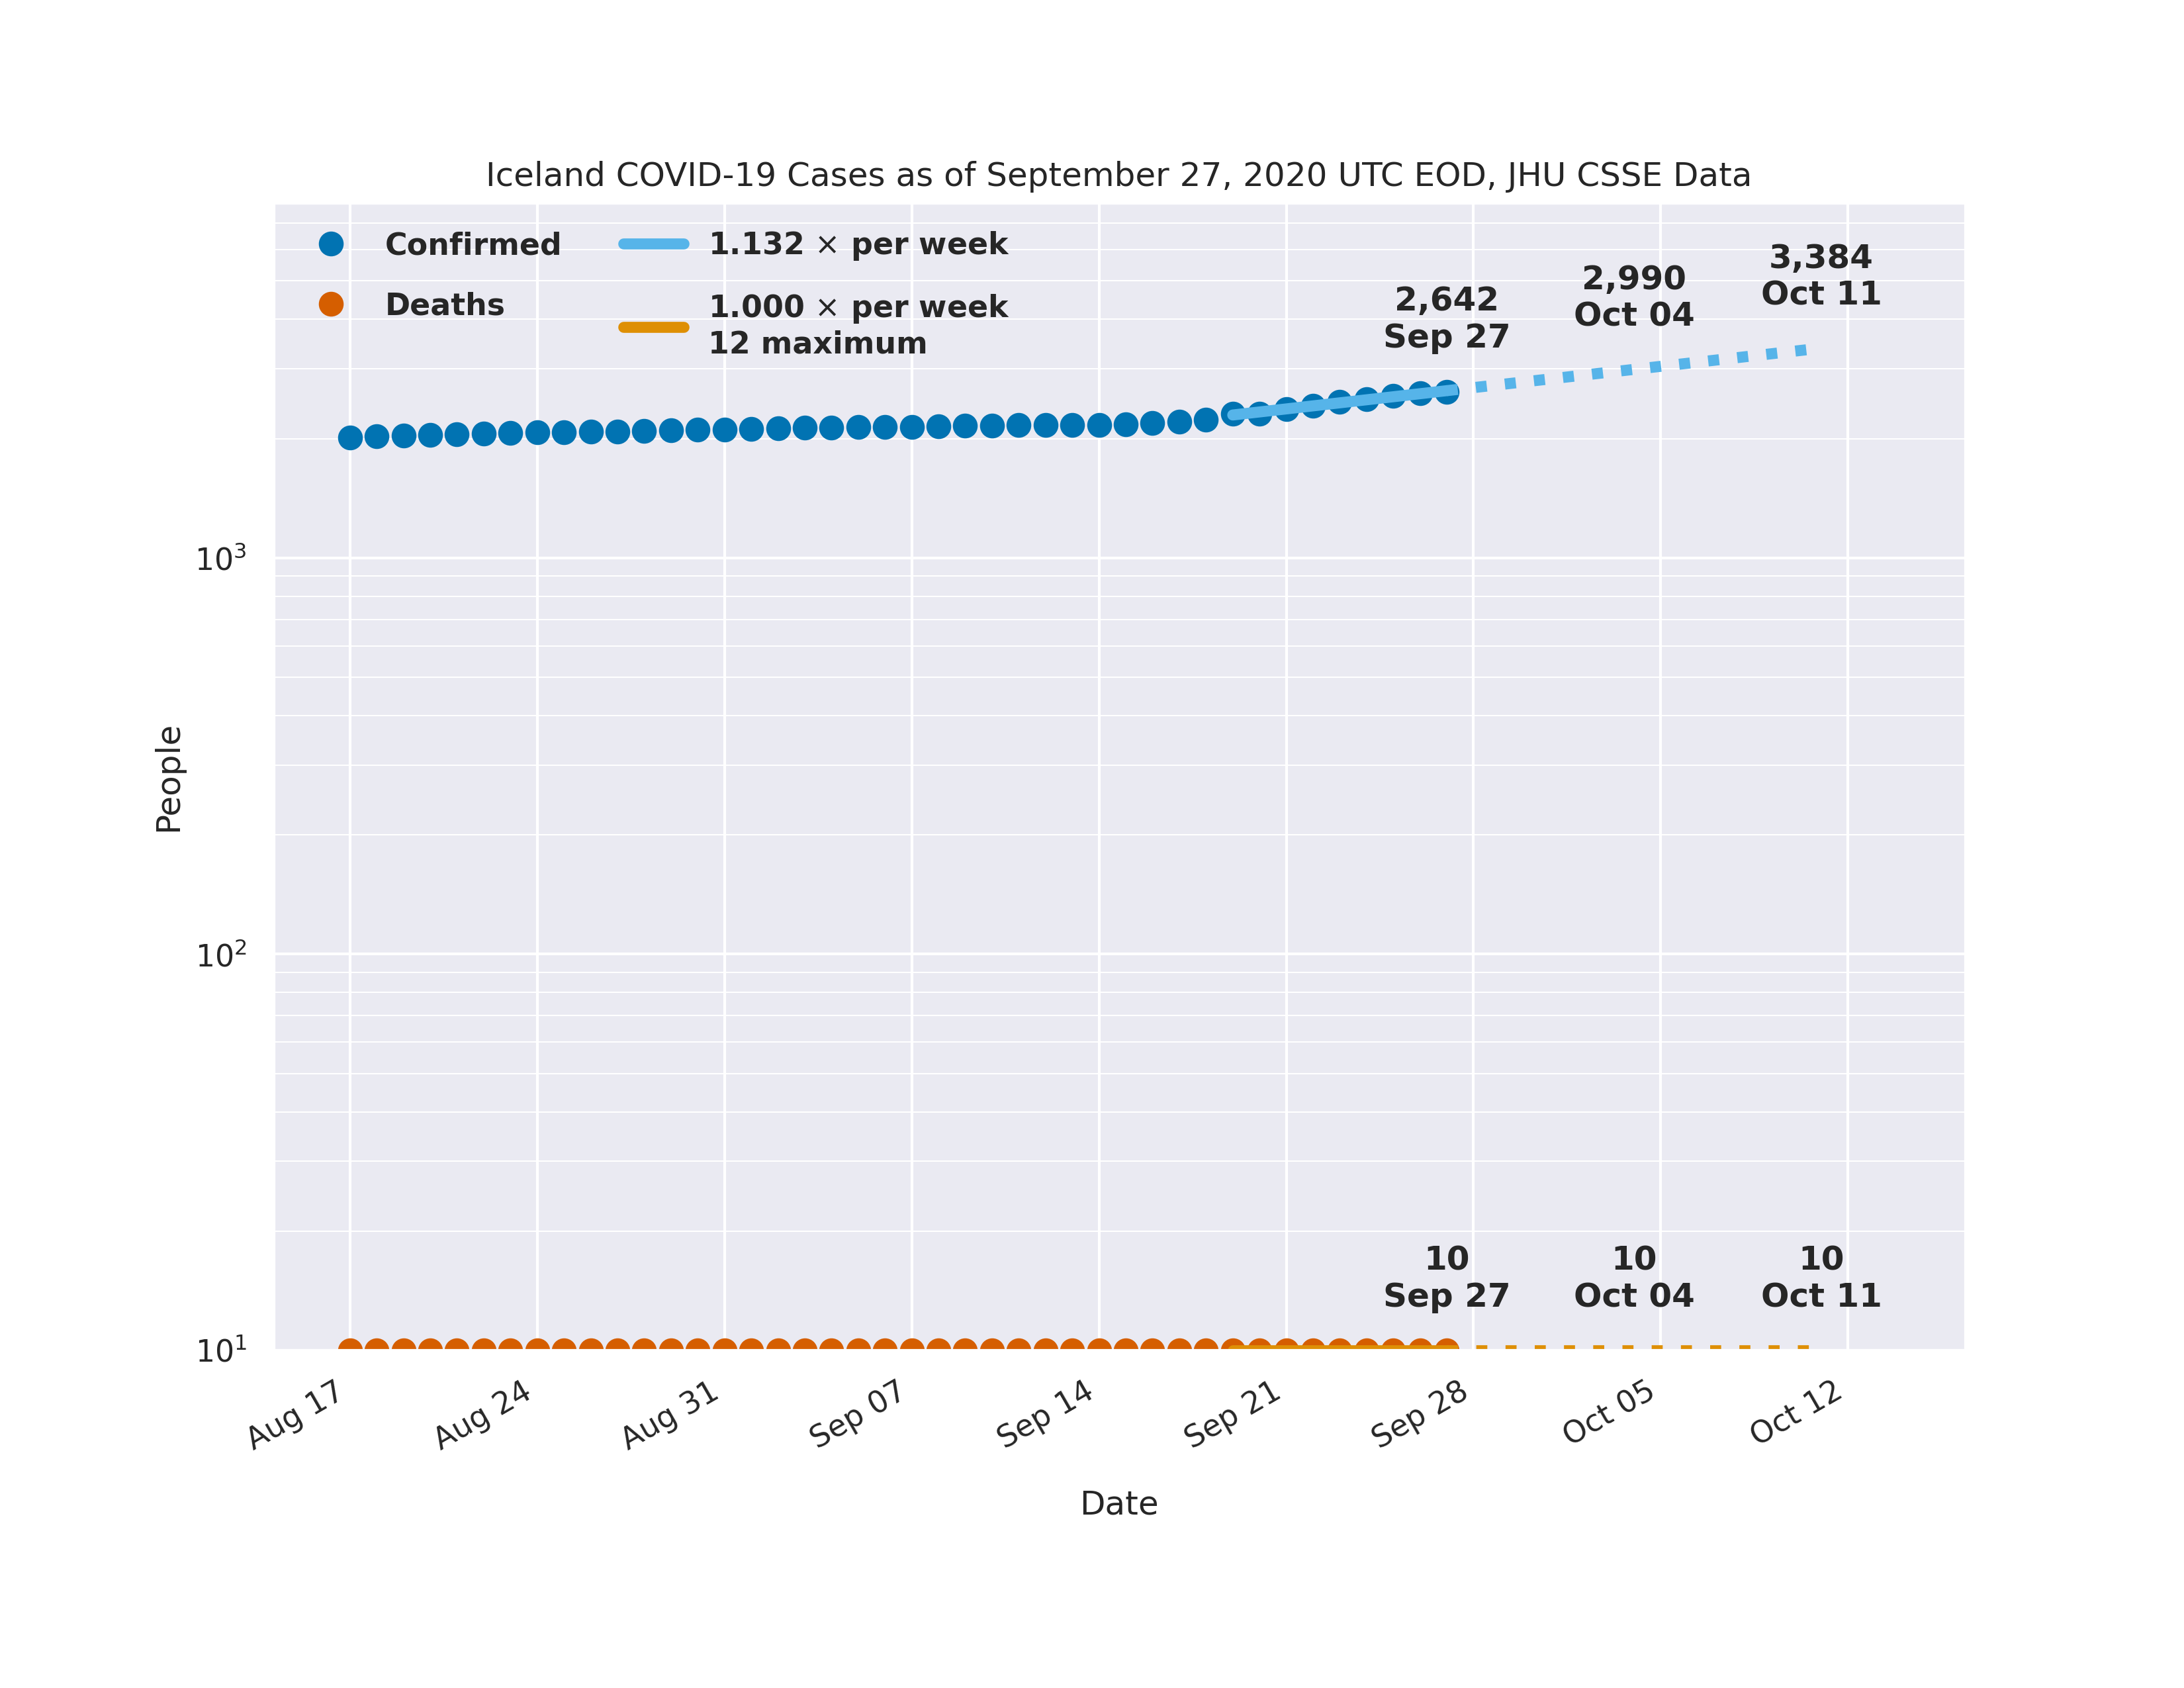 Iceland COVID-19 Cases as of September 27, 2020 UTC EOD, JHU CSSE Data
Confirmed
Deaths
1.132 × per week
1.000 × per week
12 maximum
2,642
Sep 27
2,990
Oct 04
3,384
Oct 11
10
Sep 27
10
Oct 04
10
Oct 11
People
10³
10²
10¹
Aug 17
Aug 24
Aug 31
Sep 07
Sep 14
Sep 21
Sep 28
Oct 05
Oct 12
Date